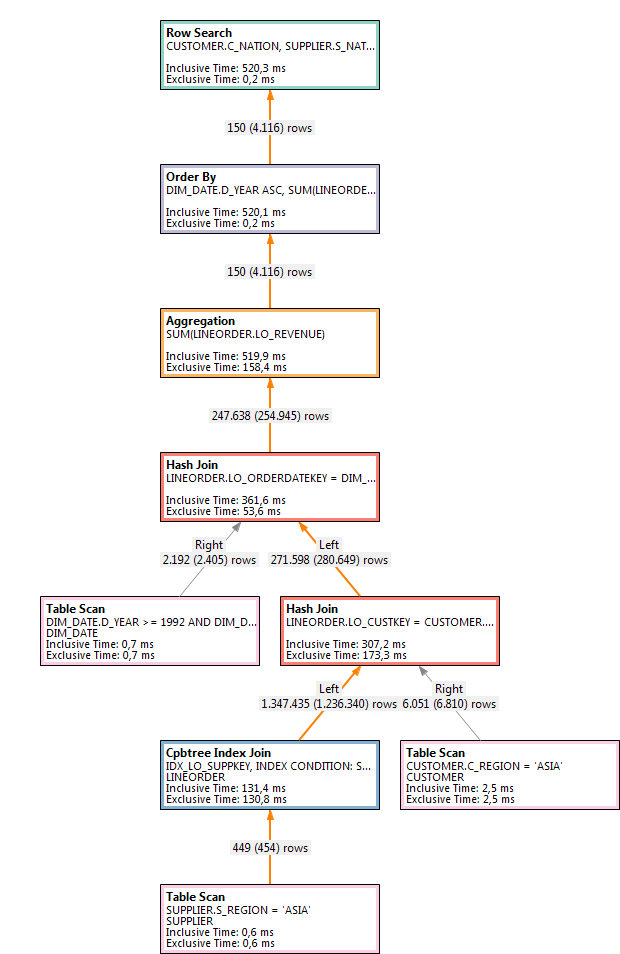 Row Search
CUSTOMER.C_NATION, SUPPLIER.S_NAT...
Inclusive Time: 520,3 ms
Exclusive Time: 0,2 ms
150 (4.116) rows
Order By
DIM_DATE.D_YEAR ASC, SUM(LINEORDE...
Inclusive Time: 520,1 ms
Exclusive Time: 0,2 ms
150 (4.116) rows
Aggregation
SUM(LINEORDER.LO_REVENUE)
Inclusive Time: 519,9 ms
Exclusive Time: 158,4 ms
247.638 (254.945) rows
Hash Join
LINEORDER.LO_ORDERDATEKEY = DIM_...
Inclusive Time: 361,6 ms
Exclusive Time: 53,6 ms
Right
2.192 (2.405) rows
Left
271.598 (280.649) rows
Table Scan
DIM_DATE.D_YEAR >= 1992 AND DIM_D...
DIM_DATE
Inclusive Time: 0,7 ms
Exclusive Time: 0,7 ms
Hash Join
LINEORDER.LO_CUSTKEY = CUSTOMER....
Inclusive Time: 307,2 ms
Exclusive Time: 173,3 ms
Left
1.347.435 (1.236.340) rows
Right
6.051 (6.810) rows
Cpbtree Index Join
IDX_LO_SUPPKEY, INDEX CONDITION: S...
LINEORDER
Inclusive Time: 131,4 ms
Exclusive Time: 130,8 ms
Table Scan
CUSTOMER.C_REGION = 'ASIA'
CUSTOMER
Inclusive Time: 2,5 ms
Exclusive Time: 2,5 ms
449 (454) rows
Table Scan
SUPPLIER.S_REGION = 'ASIA'
SUPPLIER
Inclusive Time: 0,6 ms
Exclusive Time: 0,6 ms